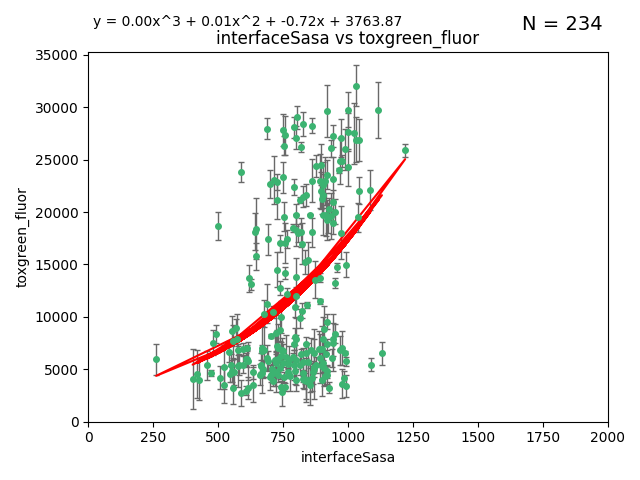 y = 0.00x^3 + 0.01x^2 + -0.72x + 3763.87
N = 234
interfaceSasa vs toxgreen_fluor
35000
30000
25000
20000
15000
10000
5000
0
toxgreen_fluor
0 250 500 750 1000 1250 1500 1750 2000
interfaceSasa